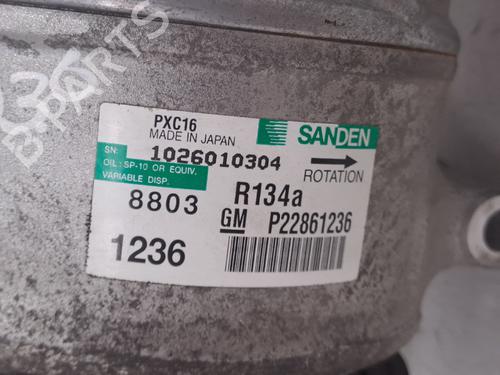 PXC16
MADE IN JAPAN
SANDEN
SN:
1026010304
OIL: SP-10 OR EQUIV.
VARIABLE DISP.
ROTATION
8803
R134a
GM P22861236
1236
B-PARTS